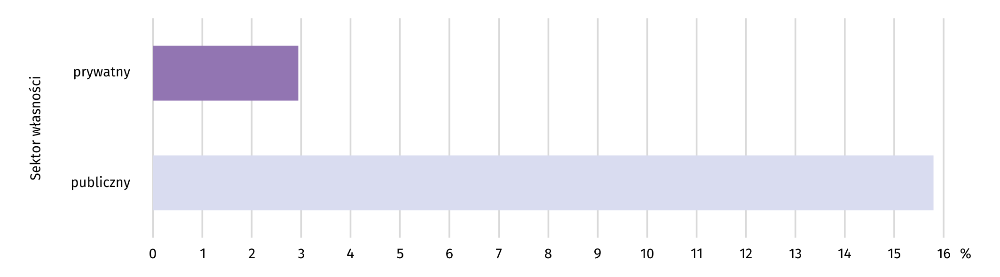 Sektor własności
prywatny
publiczny
0 1 2 3 4 5 6 7 8 9 10 11 12 13 14 15 16 %